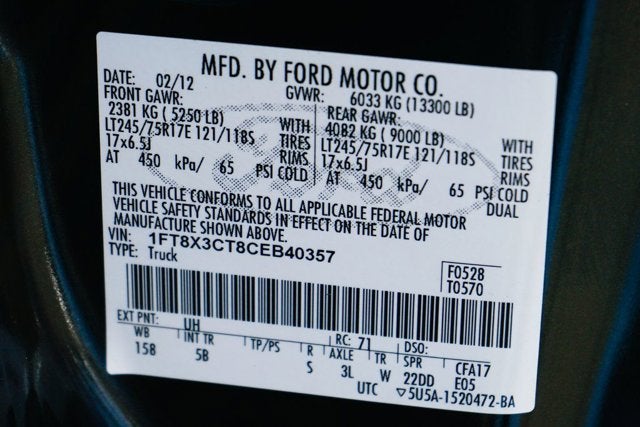 MFD. BY FORD MOTOR CO.
DATE: 02/12 GVWR: 6033 KG (13300 LB)
FRONT GAWR: REAR GAWR:
2381 KG ( 5250 LB) WITH 4082 KG ( 9000 LB) WITH
LT245/75R17E 121/118S TIRES LT245/75R17E 121/118S TIRES
17x6.5J RIMS 17x6.5J RIMS
AT 450 kPa/ 65 PSI COLD AT 450 kPa/ 65 PSI COLD
DUAL
THIS VEHICLE CONFORMS TO ALL APPLICABLE FEDERAL MOTOR
VEHICLE SAFETY STANDARDS IN EFFECT ON THE DATE OF
MANUFACTURE SHOWN ABOVE.
VIN: 1FT8X3CT8CEB40357
TYPE: Truck
F0528
T0570
EXT PNT: UH RC: 71 DSO:
WB INT TR TP/PS R AXLE TR SPR CFA17
158 5B S 3L W 22DD E05
UTC ▽5U5A-1520472-BA